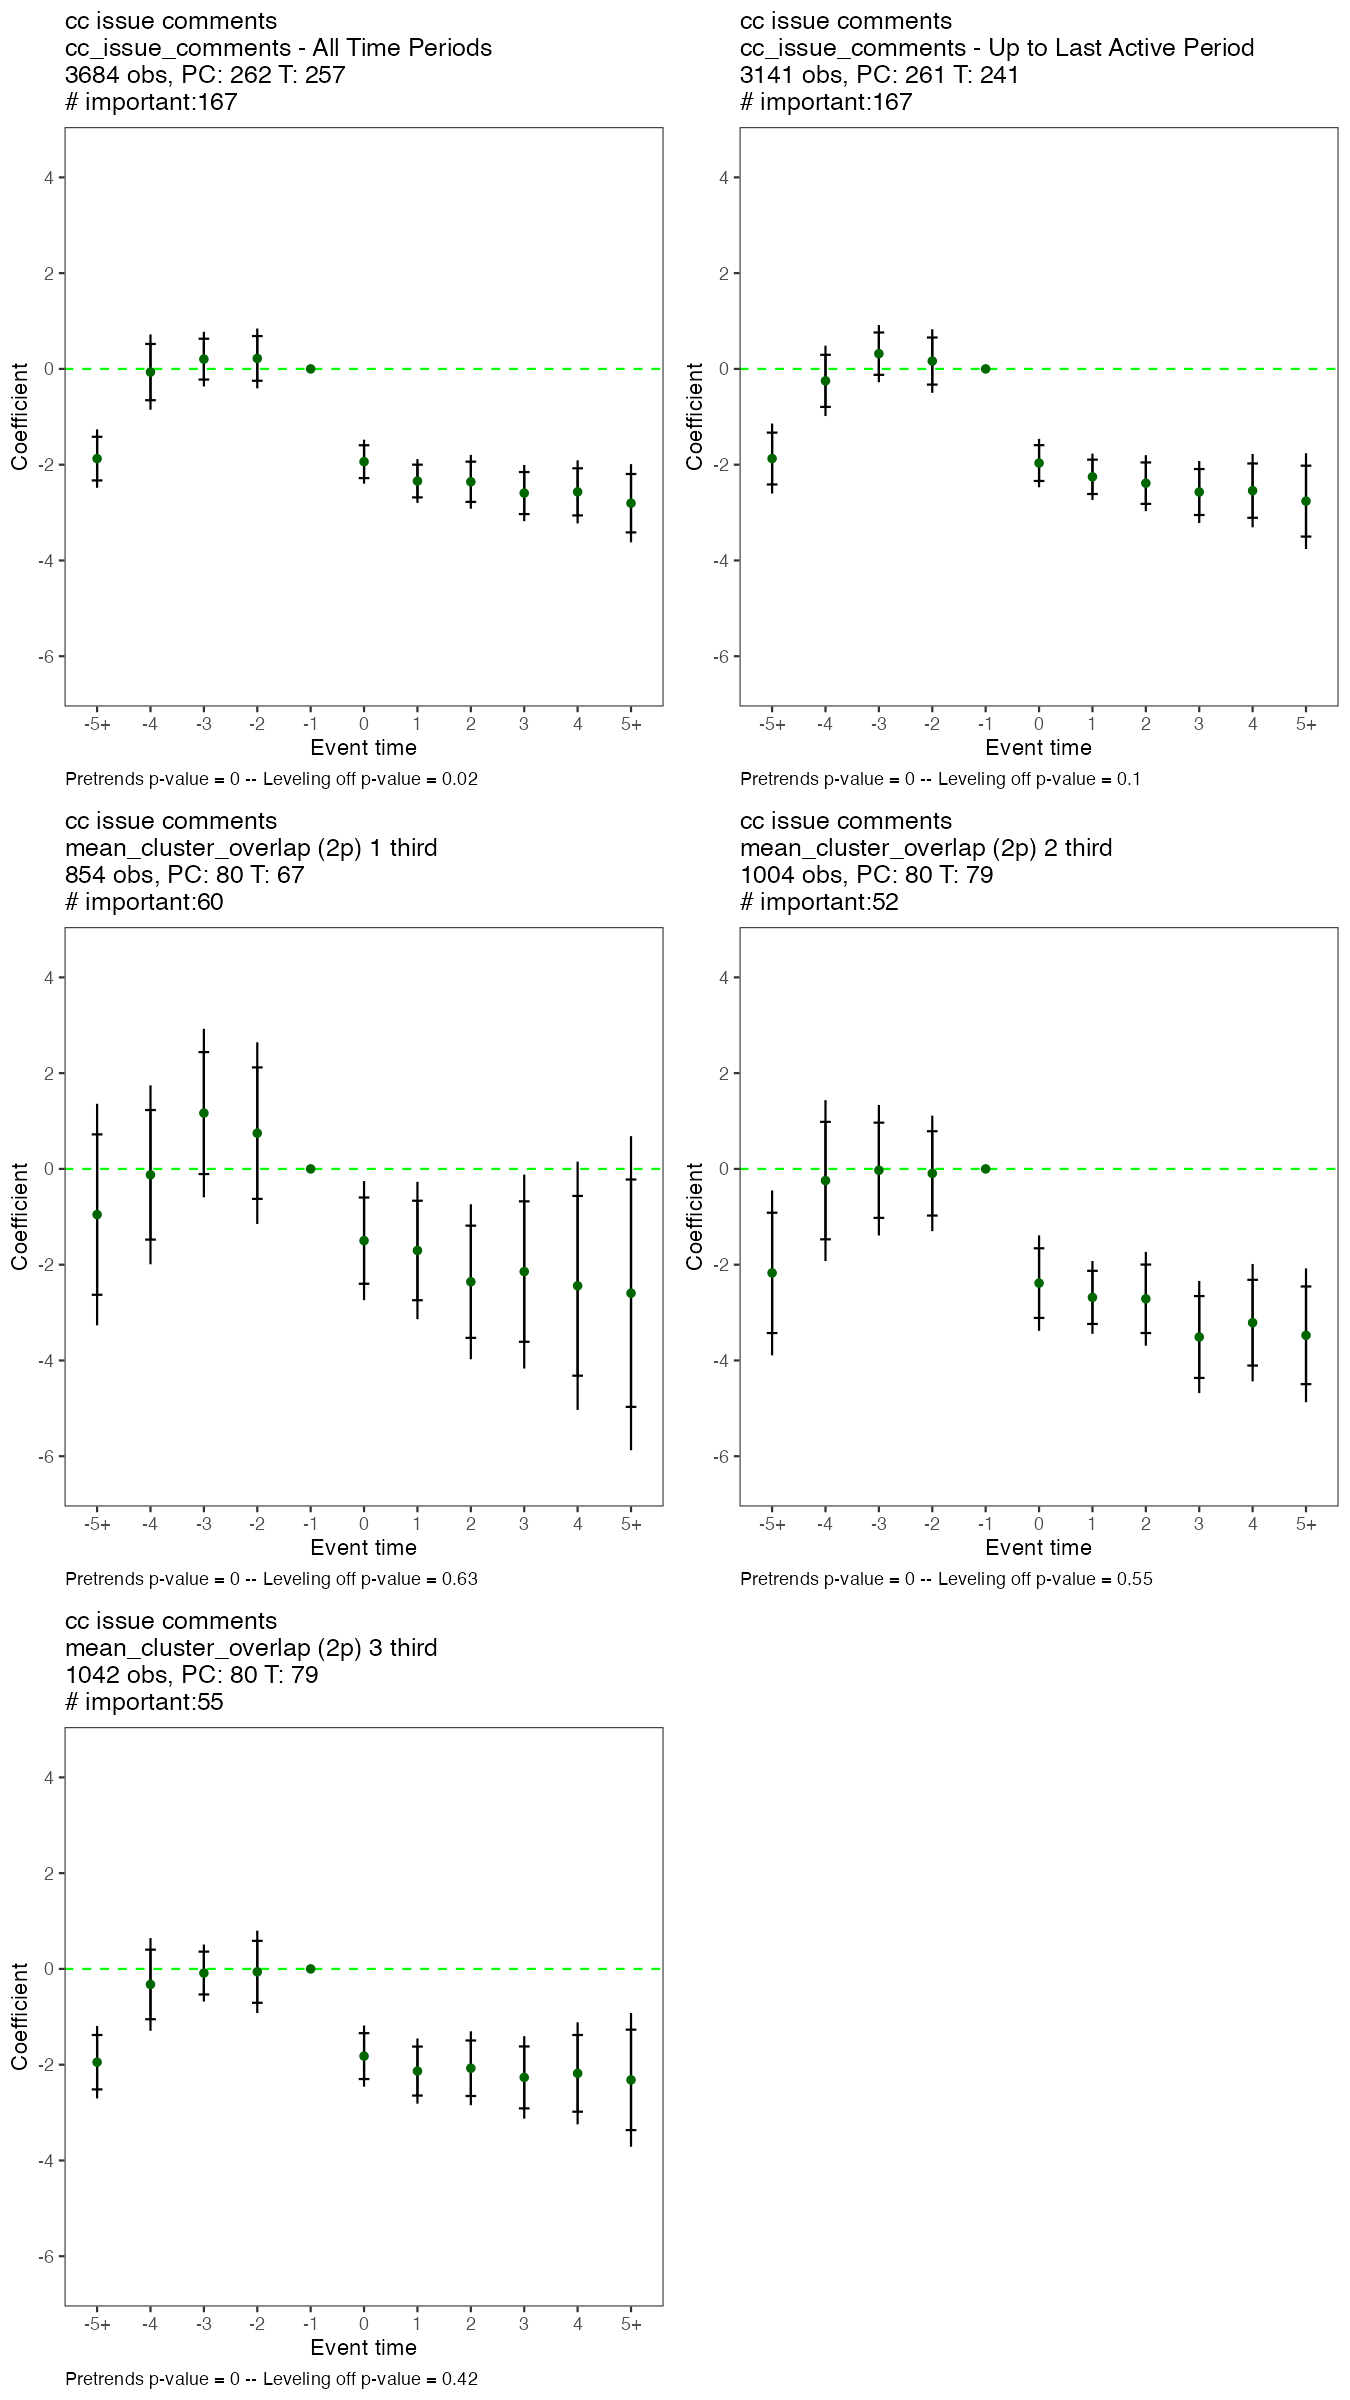 cc issue comments
cc_issue_comments - All Time Periods
3684 obs, PC: 262 T: 257
# important:167
4
2
0
-2
-4
-6
Coefficient
-5+ -4 -3 -2 -1 0 1 2 3 4 5+
Event time
Pretrends p-value = 0 -- Leveling off p-value = 0.02
cc issue comments
cc_issue_comments - Up to Last Active Period
3141 obs, PC: 261 T: 241
# important:167
4
2
0
-2
-4
-6
Coefficient
-5+ -4 -3 -2 -1 0 1 2 3 4 5+
Event time
Pretrends p-value = 0 -- Leveling off p-value = 0.1
cc issue comments
mean_cluster_overlap (2p) 1 third
854 obs, PC: 80 T: 67
# important:60
4
2
0
-2
-4
-6
Coefficient
-5+ -4 -3 -2 -1 0 1 2 3 4 5+
Event time
Pretrends p-value = 0 -- Leveling off p-value = 0.63
cc issue comments
mean_cluster_overlap (2p) 2 third
1004 obs, PC: 80 T: 79
# important:52
4
2
0
-2
-4
-6
Coefficient
-5+ -4 -3 -2 -1 0 1 2 3 4 5+
Event time
Pretrends p-value = 0 -- Leveling off p-value = 0.55
cc issue comments
mean_cluster_overlap (2p) 3 third
1042 obs, PC: 80 T: 79
# important:55
4
2
0
-2
-4
-6
Coefficient
-5+ -4 -3 -2 -1 0 1 2 3 4 5+
Event time
Pretrends p-value = 0 -- Leveling off p-value = 0.42